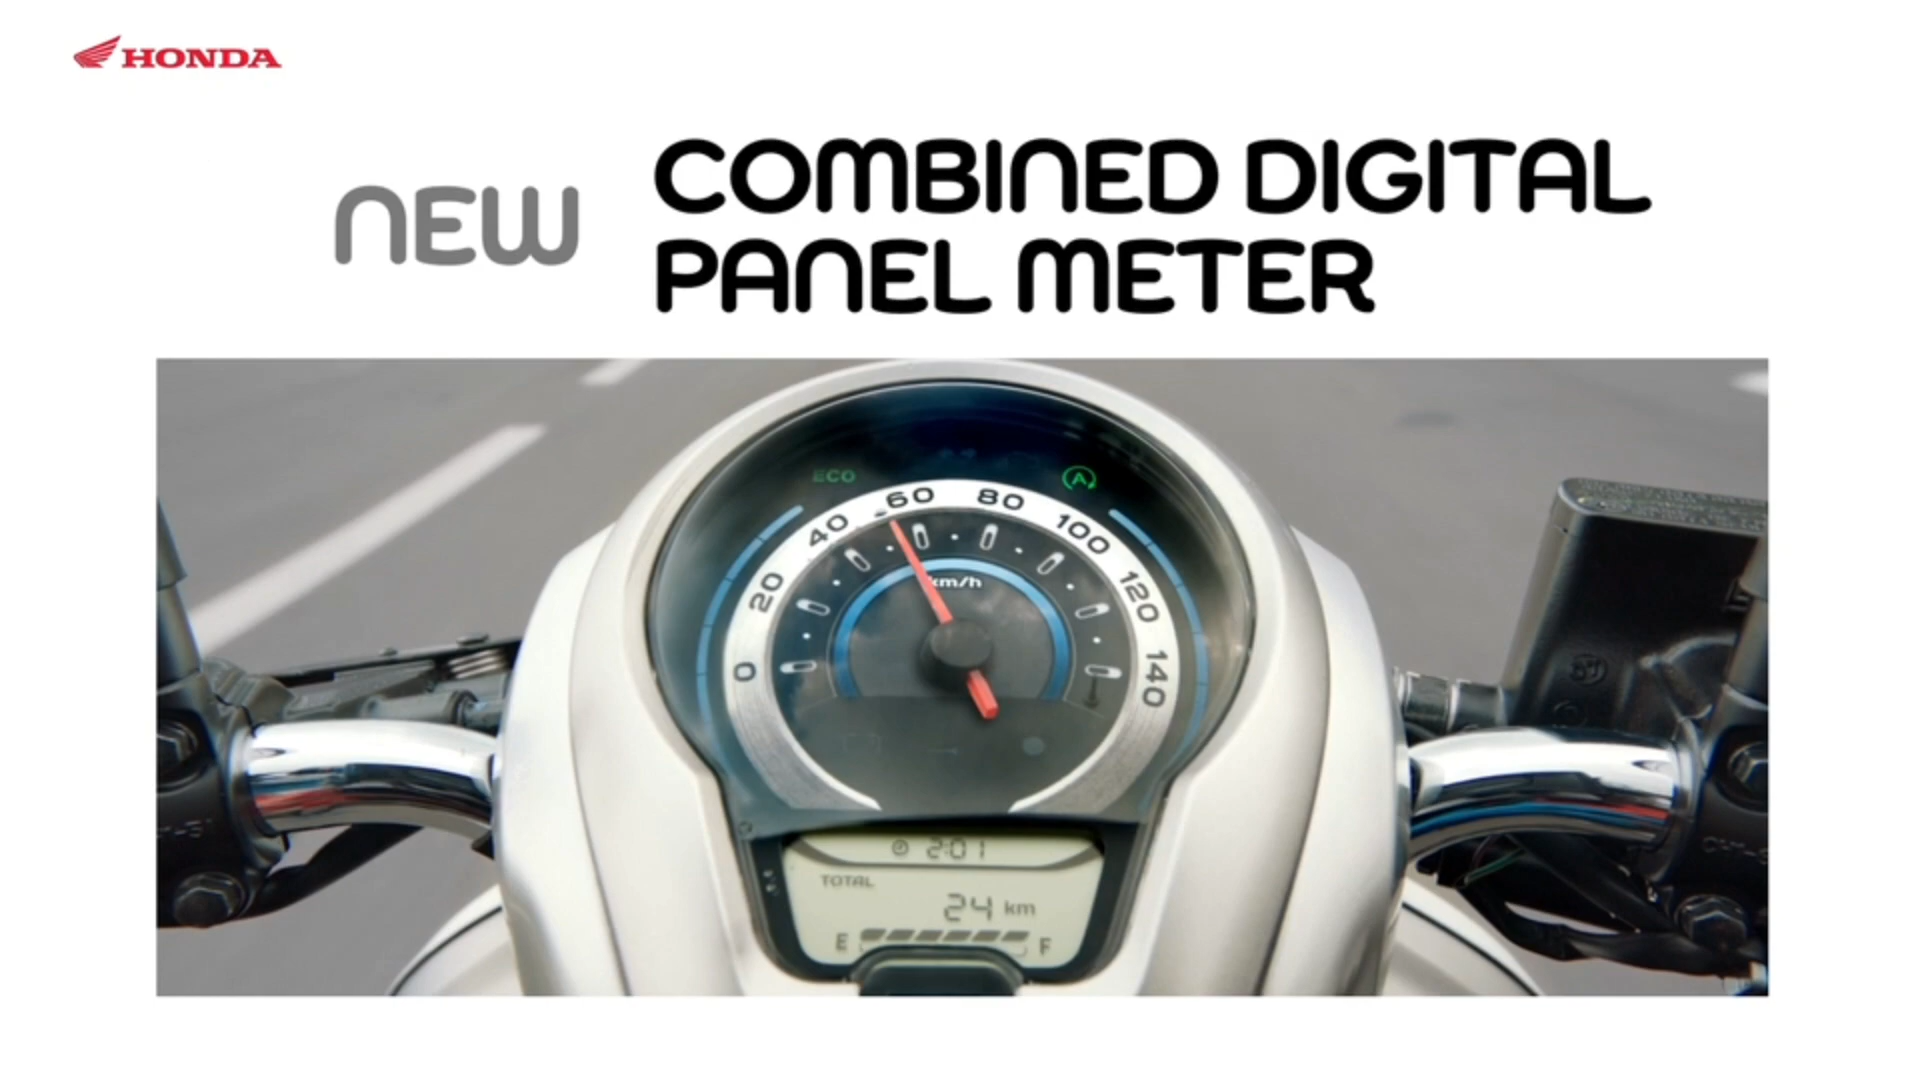 HONDA
NEW
COMBINED DIGITAL
PANEL METER
ECO
A
0
20
40
60
80
100
120
140
km/h
2:01
TOTAL
24 km
E
F